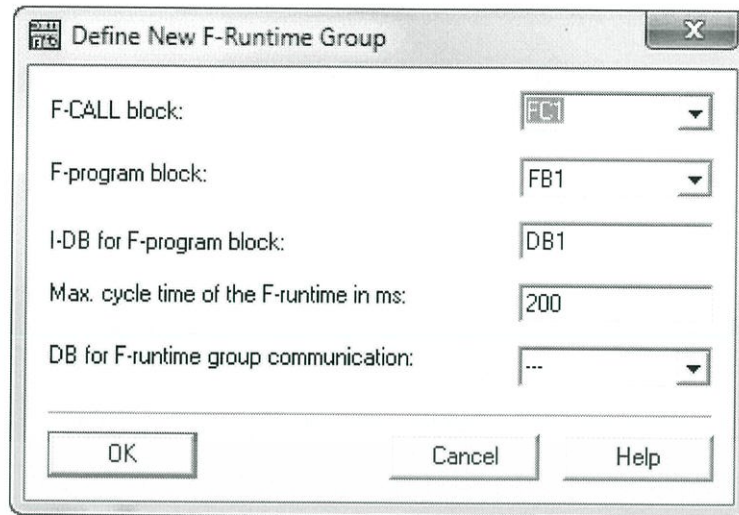 Define New F-Runtime Group
F-CALL block: FC1
F-program block: FB1
I-DB for F-program block: DB1
Max. cycle time of the F-runtime in ms: 200
DB for F-runtime group communication: ---
OK Cancel Help